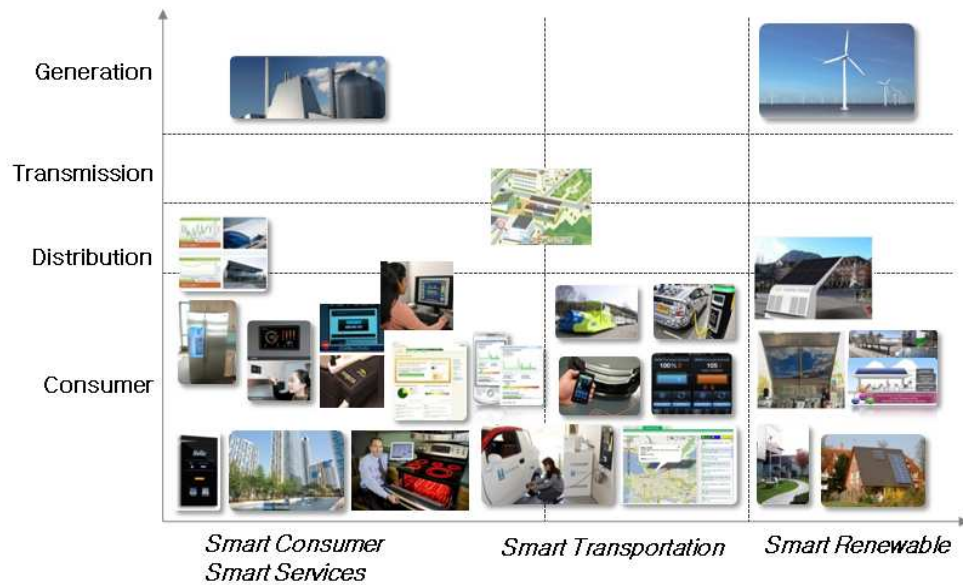 Generation
Transmission
Distribution
Consumer
Smart Consumer
Smart Services
Smart Transportation
Smart Renewable